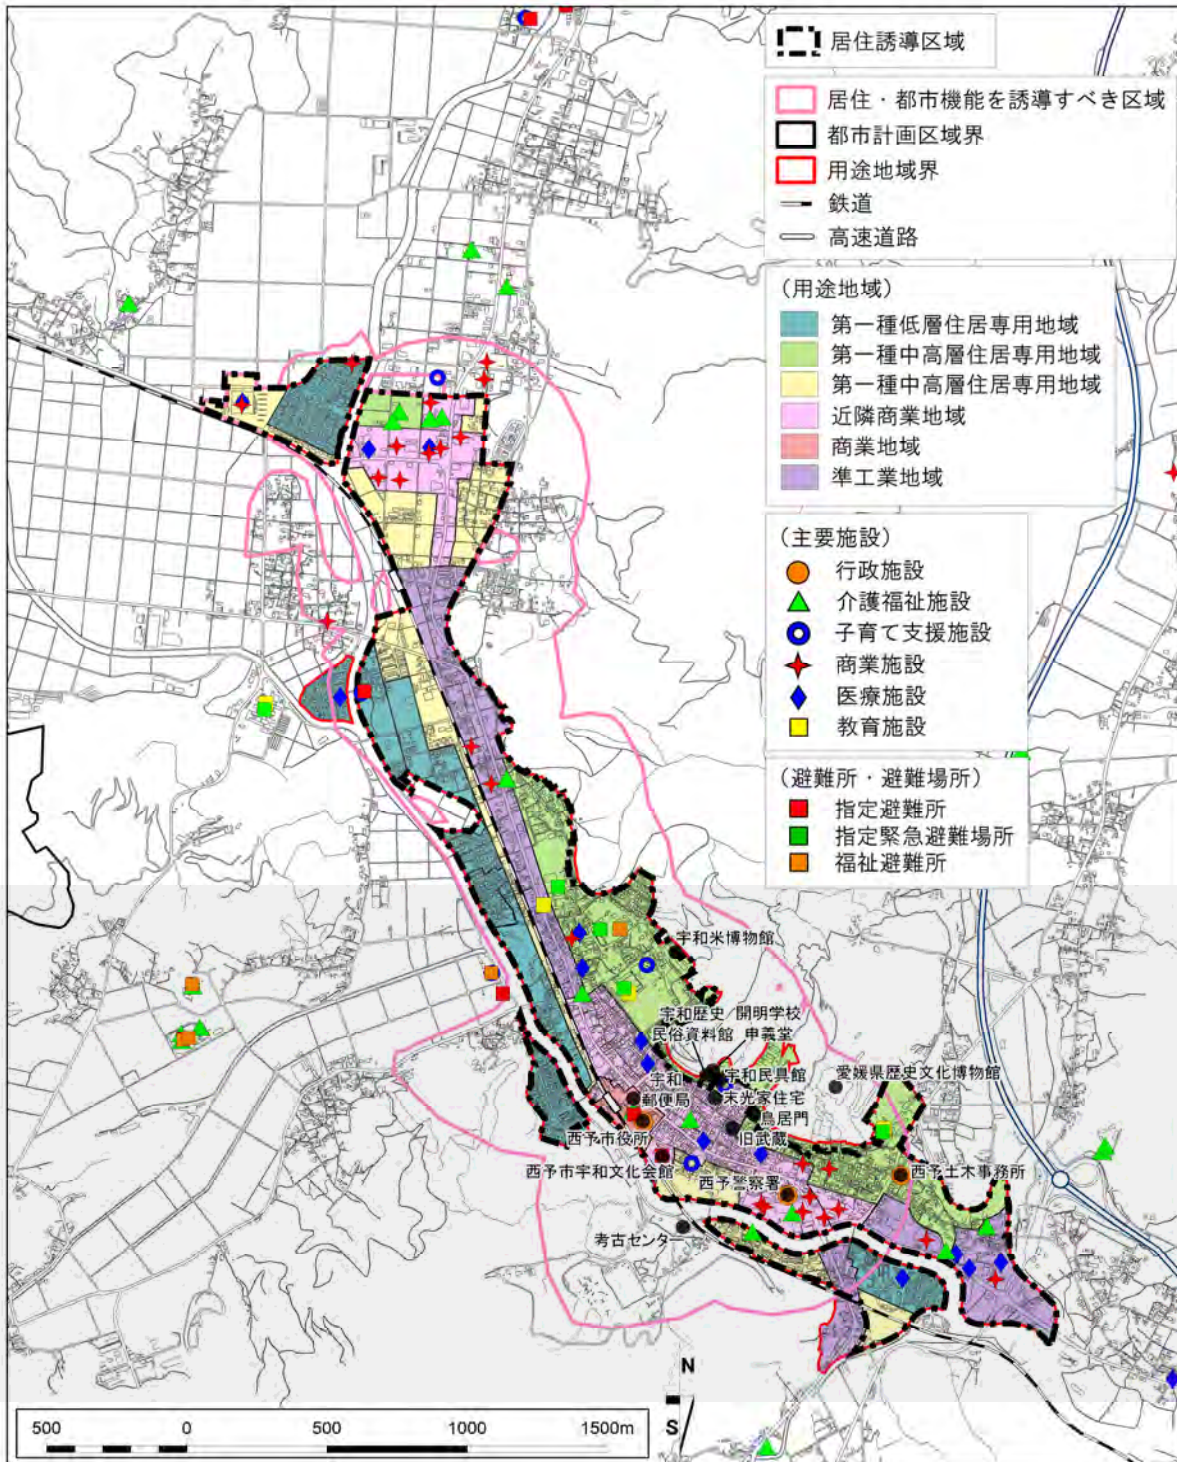 居住誘導区域
居住・都市機能を誘導すべき区域
都市計画区域界
用途地域界
鉄道
高速道路
(用途地域)
第一種低層住居専用地域
第一種中高層住居専用地域
第一種中高層住居専用地域
近隣商業地域
商業地域
準工業地域
(主要施設)
行政施設
介護福祉施設
子育て支援施設
商業施設
医療施設
教育施設
(避難所・避難場所)
指定避難所
指定緊急避難場所
福祉避難所
宇和米博物館
宇和歴史
民俗資料館
開明学校
申義堂
宇和民具館
愛媛県歴史文化博物館
宇和
郵便局
末光家住宅
鳥居門
旧武蔵
西予市役所
西予市宇和文化会館
西予警察署
西予土木事務所
考古センター
N
S
500 0 500 1000 1500m